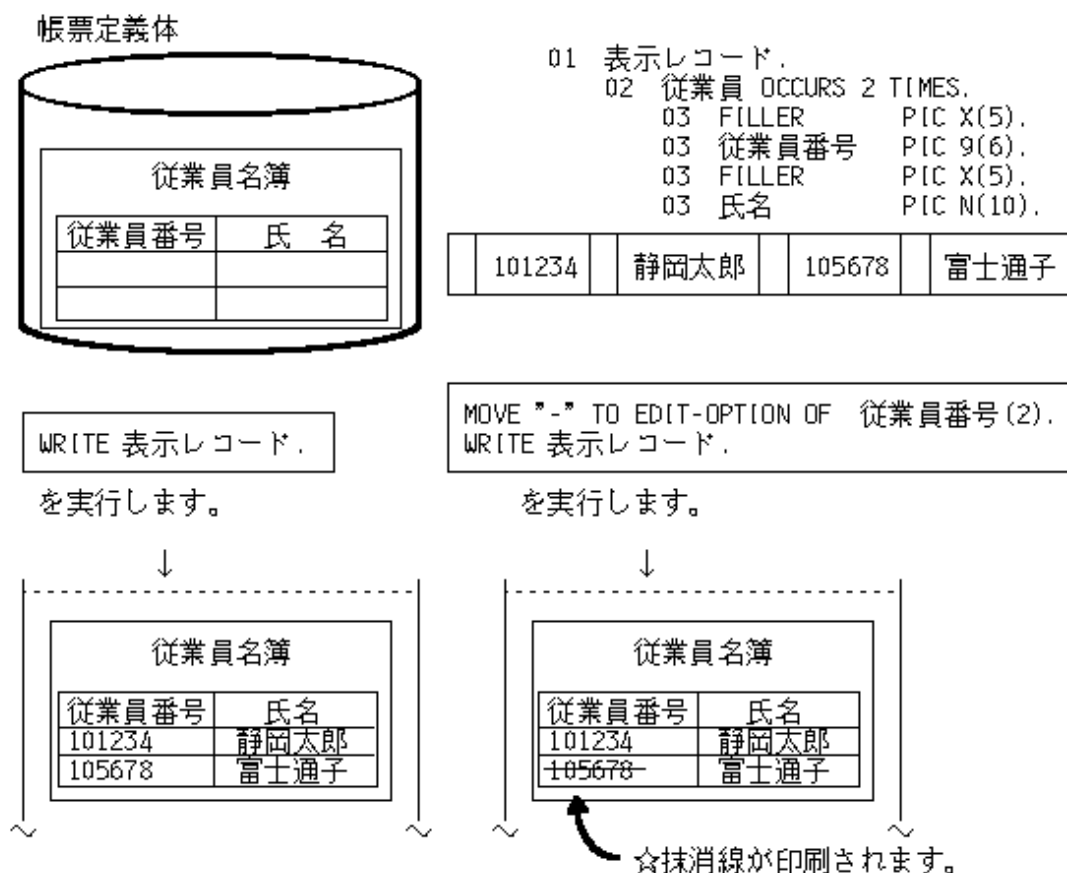 帳票定義体
従業員名簿
従業員番号 氏 名
01 表示レコード.
02 従業員 OCCURS 2 TIMES.
03 FILLER PIC X(5).
03 従業員番号 PIC 9(6).
03 FILLER PIC X(5).
03 氏名 PIC N(10).
101234 静岡太郎 105678 富士通子
WRITE 表示レコード.
を実行します。
↓
従業員名簿
従業員番号 氏名
101234 静岡太郎
105678 富士通子
MOVE "-" TO EDIT-OPTION OF 従業員番号(2).
WRITE 表示レコード.
を実行します。
↓
従業員名簿
従業員番号 氏名
101234 静岡太郎
105678 富士通子
☆抹消線が印刷されます。